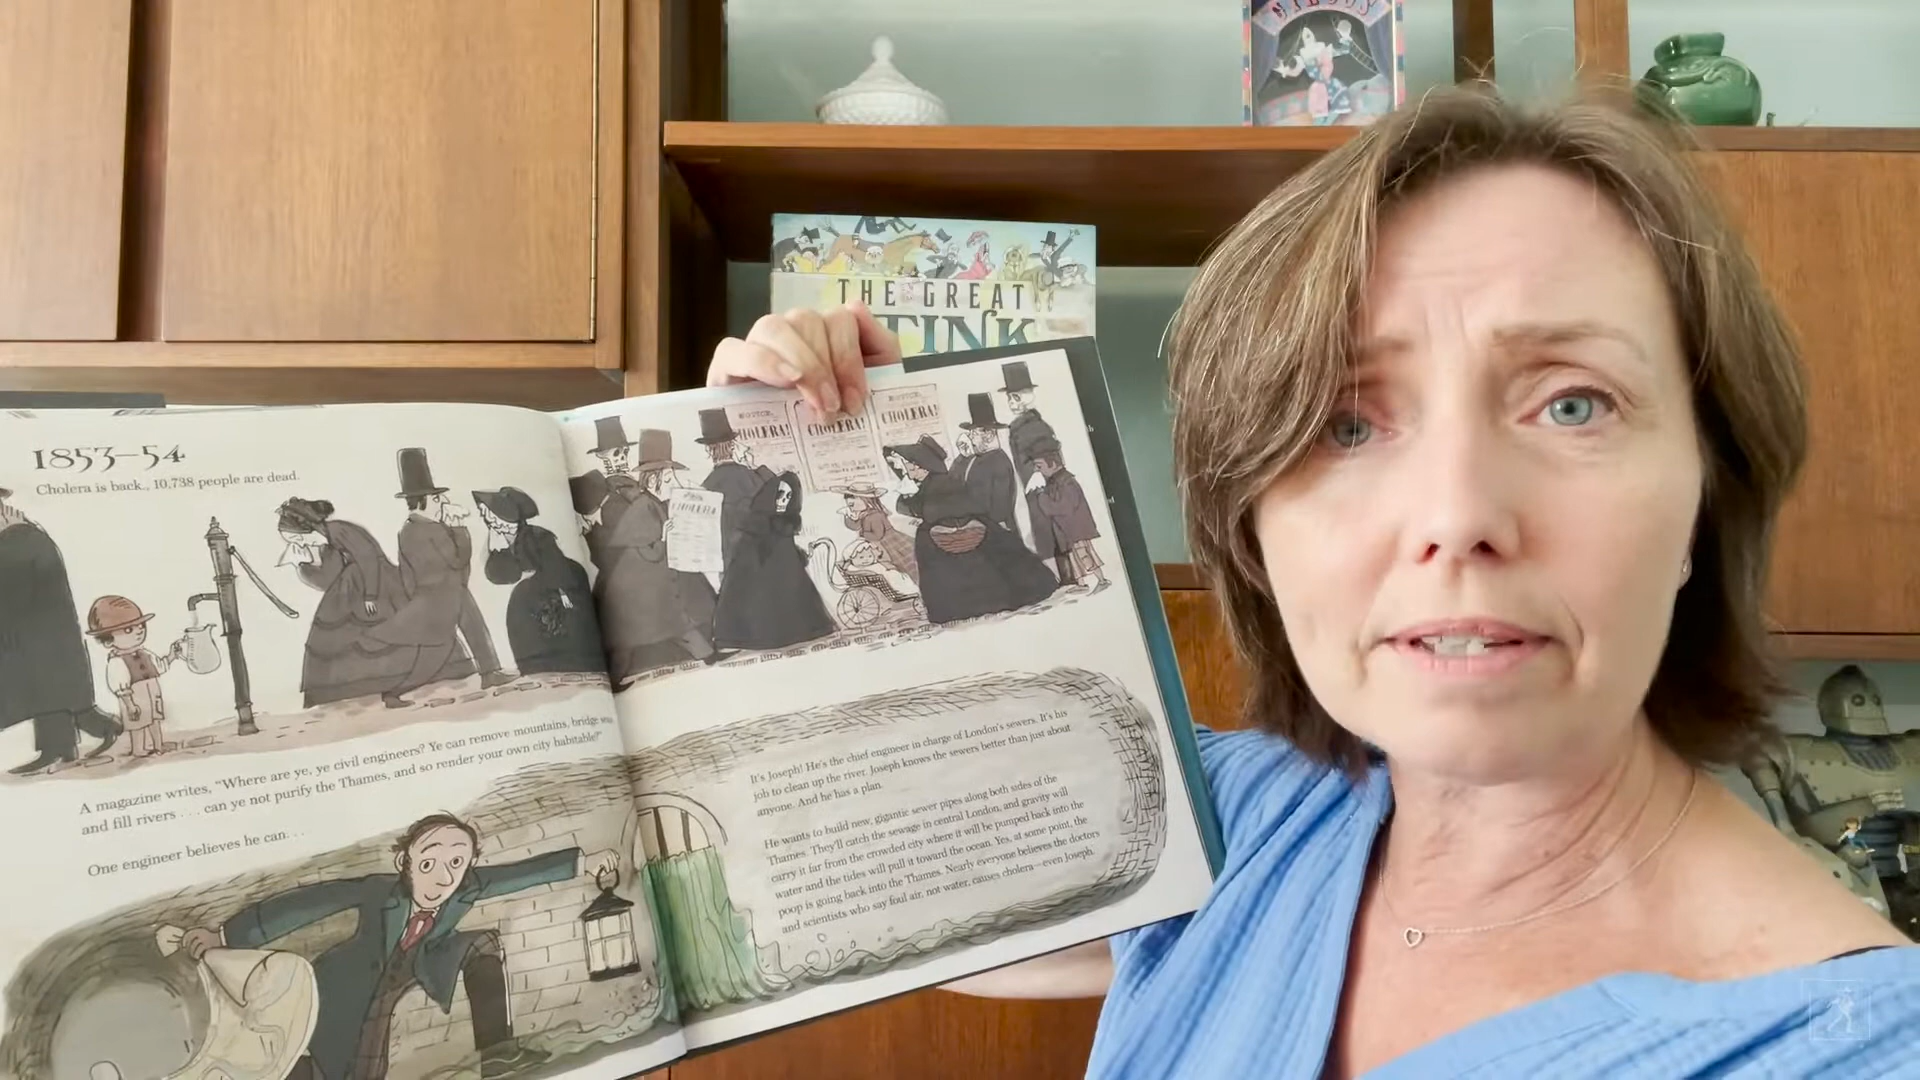 CIRCUS
THE GREAT
STINK
1853–54
Cholera is back., 10,738 people are dead.
NOTICE.
CHOLERA!
CHOLERA!
NOTICE.
CHOLERA!
CHOLERA
A magazine writes, “Where are ye, ye civil engineers? Ye can remove mountains, bridge seas
and fill rivers . . . can ye not purify the Thames, and so render your own city habitable?”
One engineer believes he can. . .
It's Joseph! He's the chief engineer in charge of London's sewers. It's his
job to clean up the river. Joseph knows the sewers better than just about
anyone. And he has a plan.
He wants to build new, gigantic sewer pipes along both sides of the
Thames. They'll catch the sewage in central London, and gravity will
carry it far from the crowded city where it will be pumped back into the
water and the tides will pull it toward the ocean. Yes, at some point, the
poop is going back into the Thames. Nearly everyone believes the doctors
and scientists who say foul air, not water, causes cholera—even Joseph.